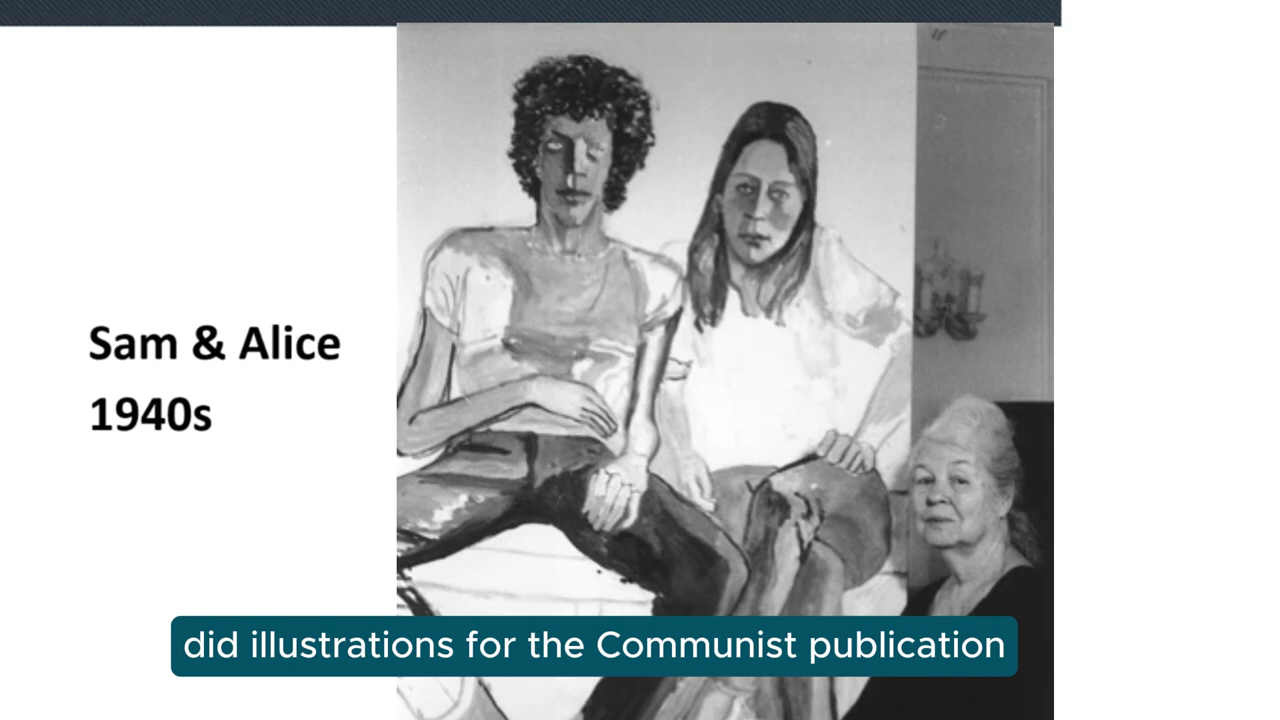 Sam & Alice
1940s
did illustrations for the Communist publication